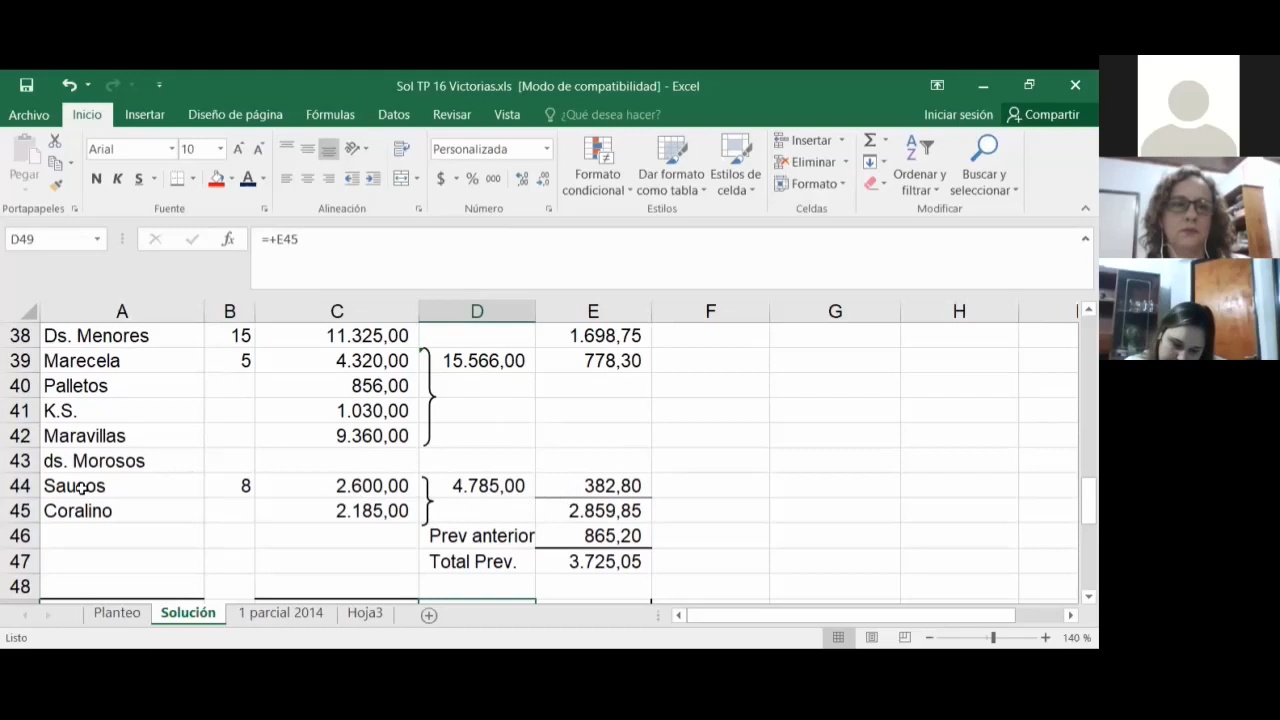 Sol TP 16 Victorias.xls [Modo de compatibilidad] - Excel
Archivo Inicio Insertar Diseño de página Fórmulas Datos Revisar Vista ¿Qué desea hacer? Iniciar sesión Compartir
Pegar
Arial 10
N K S
Personalizada
$ % 000
Formato condicional
Dar formato como tabla
Estilos de celda
Insertar
Eliminar
Formato
Ordenar y filtrar
Buscar y seleccionar
Portapapeles Fuente Alineación Número Estilos Celdas Modificar
D49 fx =+E45
A B C D E F G H
38 Ds. Menores 15 11.325,00 1.698,75
39 Marecela 5 4.320,00 15.566,00 778,30
40 Palletos 856,00
41 K.S. 1.030,00
42 Maravillas 9.360,00
43 ds. Morosos
44 Saucos 8 2.600,00 4.785,00 382,80
45 Coralino 2.185,00 2.859,85
46 Prev anterior 865,20
47 Total Prev. 3.725,05
48
Planteo Solución 1 parcial 2014 Hoja3
Listo 140 %